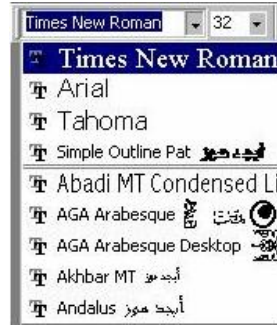 Times New Roman 32
Times New Roman
Arial
Tahoma
Simple Outline Pat
Abadi MT Condensed Li
AGA Arabesque
AGA Arabesque Desktop
Akhbar MT أبجد هوز
Andalus أبجد هوز